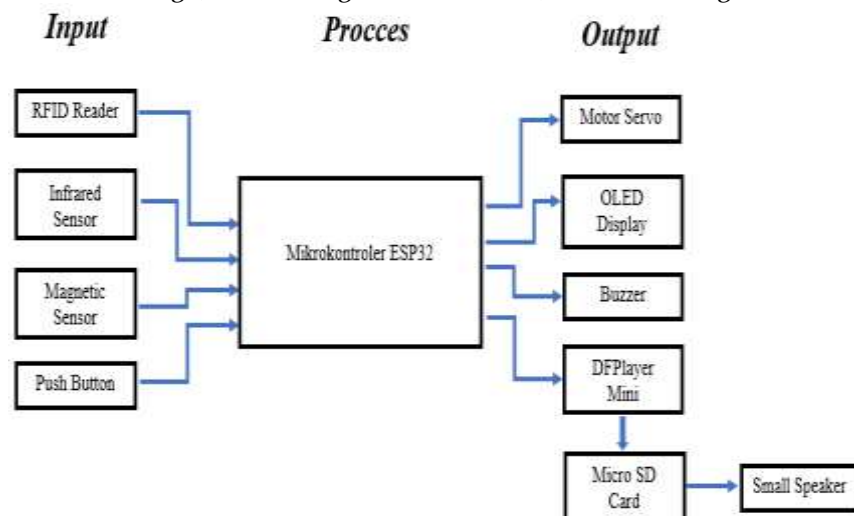 Input
Procces
Output
RFID Reader
Infrared
Sensor
Magnetic
Sensor
Push Button
Mikrokontroler ESP32
Motor Servo
OLED
Display
Buzzer
DFPlayer
Mini
Micro SD
Card
Small Speaker